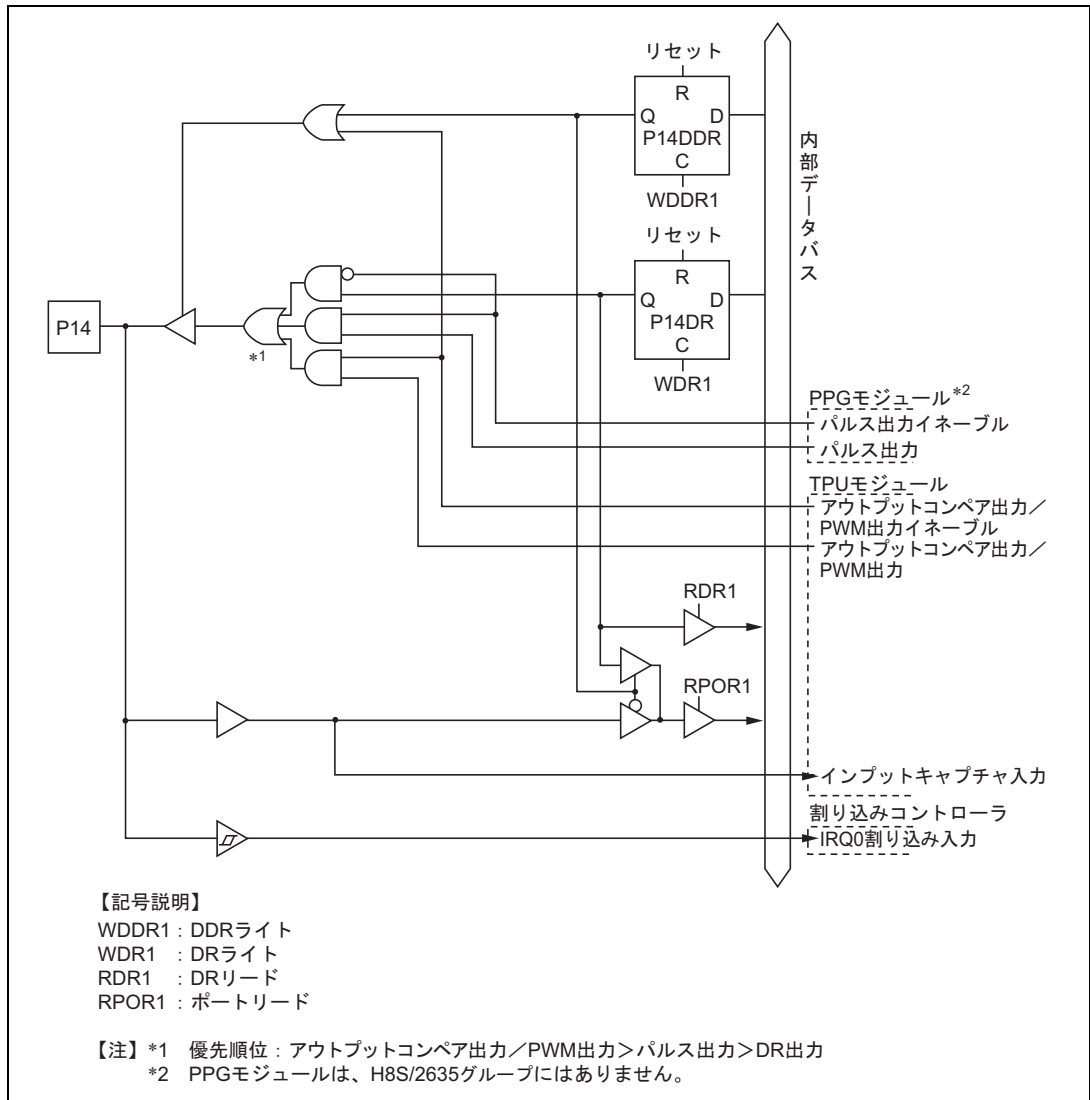 リセット
R
Q D
P14DDR
C
WDDR1
リセット
R
Q D
P14DR
C
WDR1
内部データバス
P14
*1
PPGモジュール*2
パルス出力イネーブル
パルス出力
TPUモジュール
アウトプットコンペア出力／
PWM出力イネーブル
アウトプットコンペア出力／
PWM出力
RDR1
RPOR1
インプットキャプチャ入力
割り込みコントローラ
IRQ0割り込み入力
【記号説明】
WDDR1：DDRライト
WDR1 ：DRライト
RDR1 ：DRリード
RPOR1：ポートリード
【注】*1 優先順位：アウトプットコンペア出力／PWM出力＞パルス出力＞DR出力
*2 PPGモジュールは、H8S/2635グループにはありません。